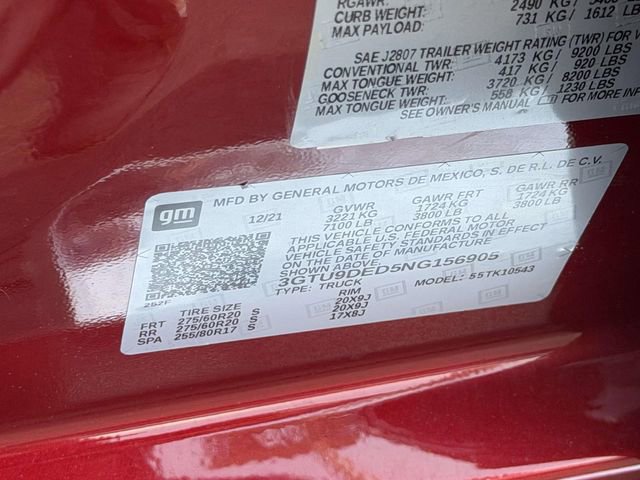 RGAWR: 2490 KG/
CURB WEIGHT: 731 KG / 1612 LB
MAX PAYLOAD:
SAE J2807 TRAILER WEIGHT RATING (TWR) FOR
CONVENTIONAL TWR: 4173 KG/ 9200 LBS
MAX TONGUE WEIGHT: 417 KG/ 920 LBS
GOOSENECK TWR: 3720 KG/ 8200 LBS
MAX TONGUE WEIGHT: 558 KG/ 1230 LBS
SEE OWNER'S MANUAL FOR MORE
MFD BY GENERAL MOTORS DE MEXICO, S. DE R.L. DE C.V.
gm
12/21
GVWR GAWR FRT GAWR RR
3221 KG 1724 KG 1724 KG
7100 LB 3800 LB 3800 LB
THIS VEHICLE CONFORMS TO ALL
APPLICABLE U.S. FEDERAL MOTOR
VEHICLE SAFETY STANDARDS IN EFFECT
ON THE DATE OF MANUFACTURE
SHOWN ABOVE.
3GTU9DED5NG156905
TYPE: TRUCK MODEL: 55TK10543
TIRE SIZE RIM
FRT 275/60R20 S 20X9J
RR 275/60R20 S 20X9J
SPA 255/80R17 S 17X8J